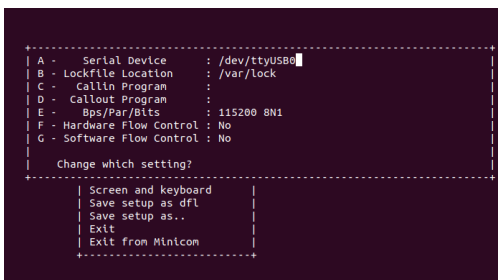 A - Serial Device : /dev/ttyUSB0
B - Lockfile Location : /var/lock
C - Callin Program :
D - Callout Program :
E - Bps/Par/Bits : 115200 8N1
F - Hardware Flow Control : No
G - Software Flow Control : No
Change which setting?
Screen and keyboard
Save setup as dfl
Save setup as..
Exit
Exit from Minicom